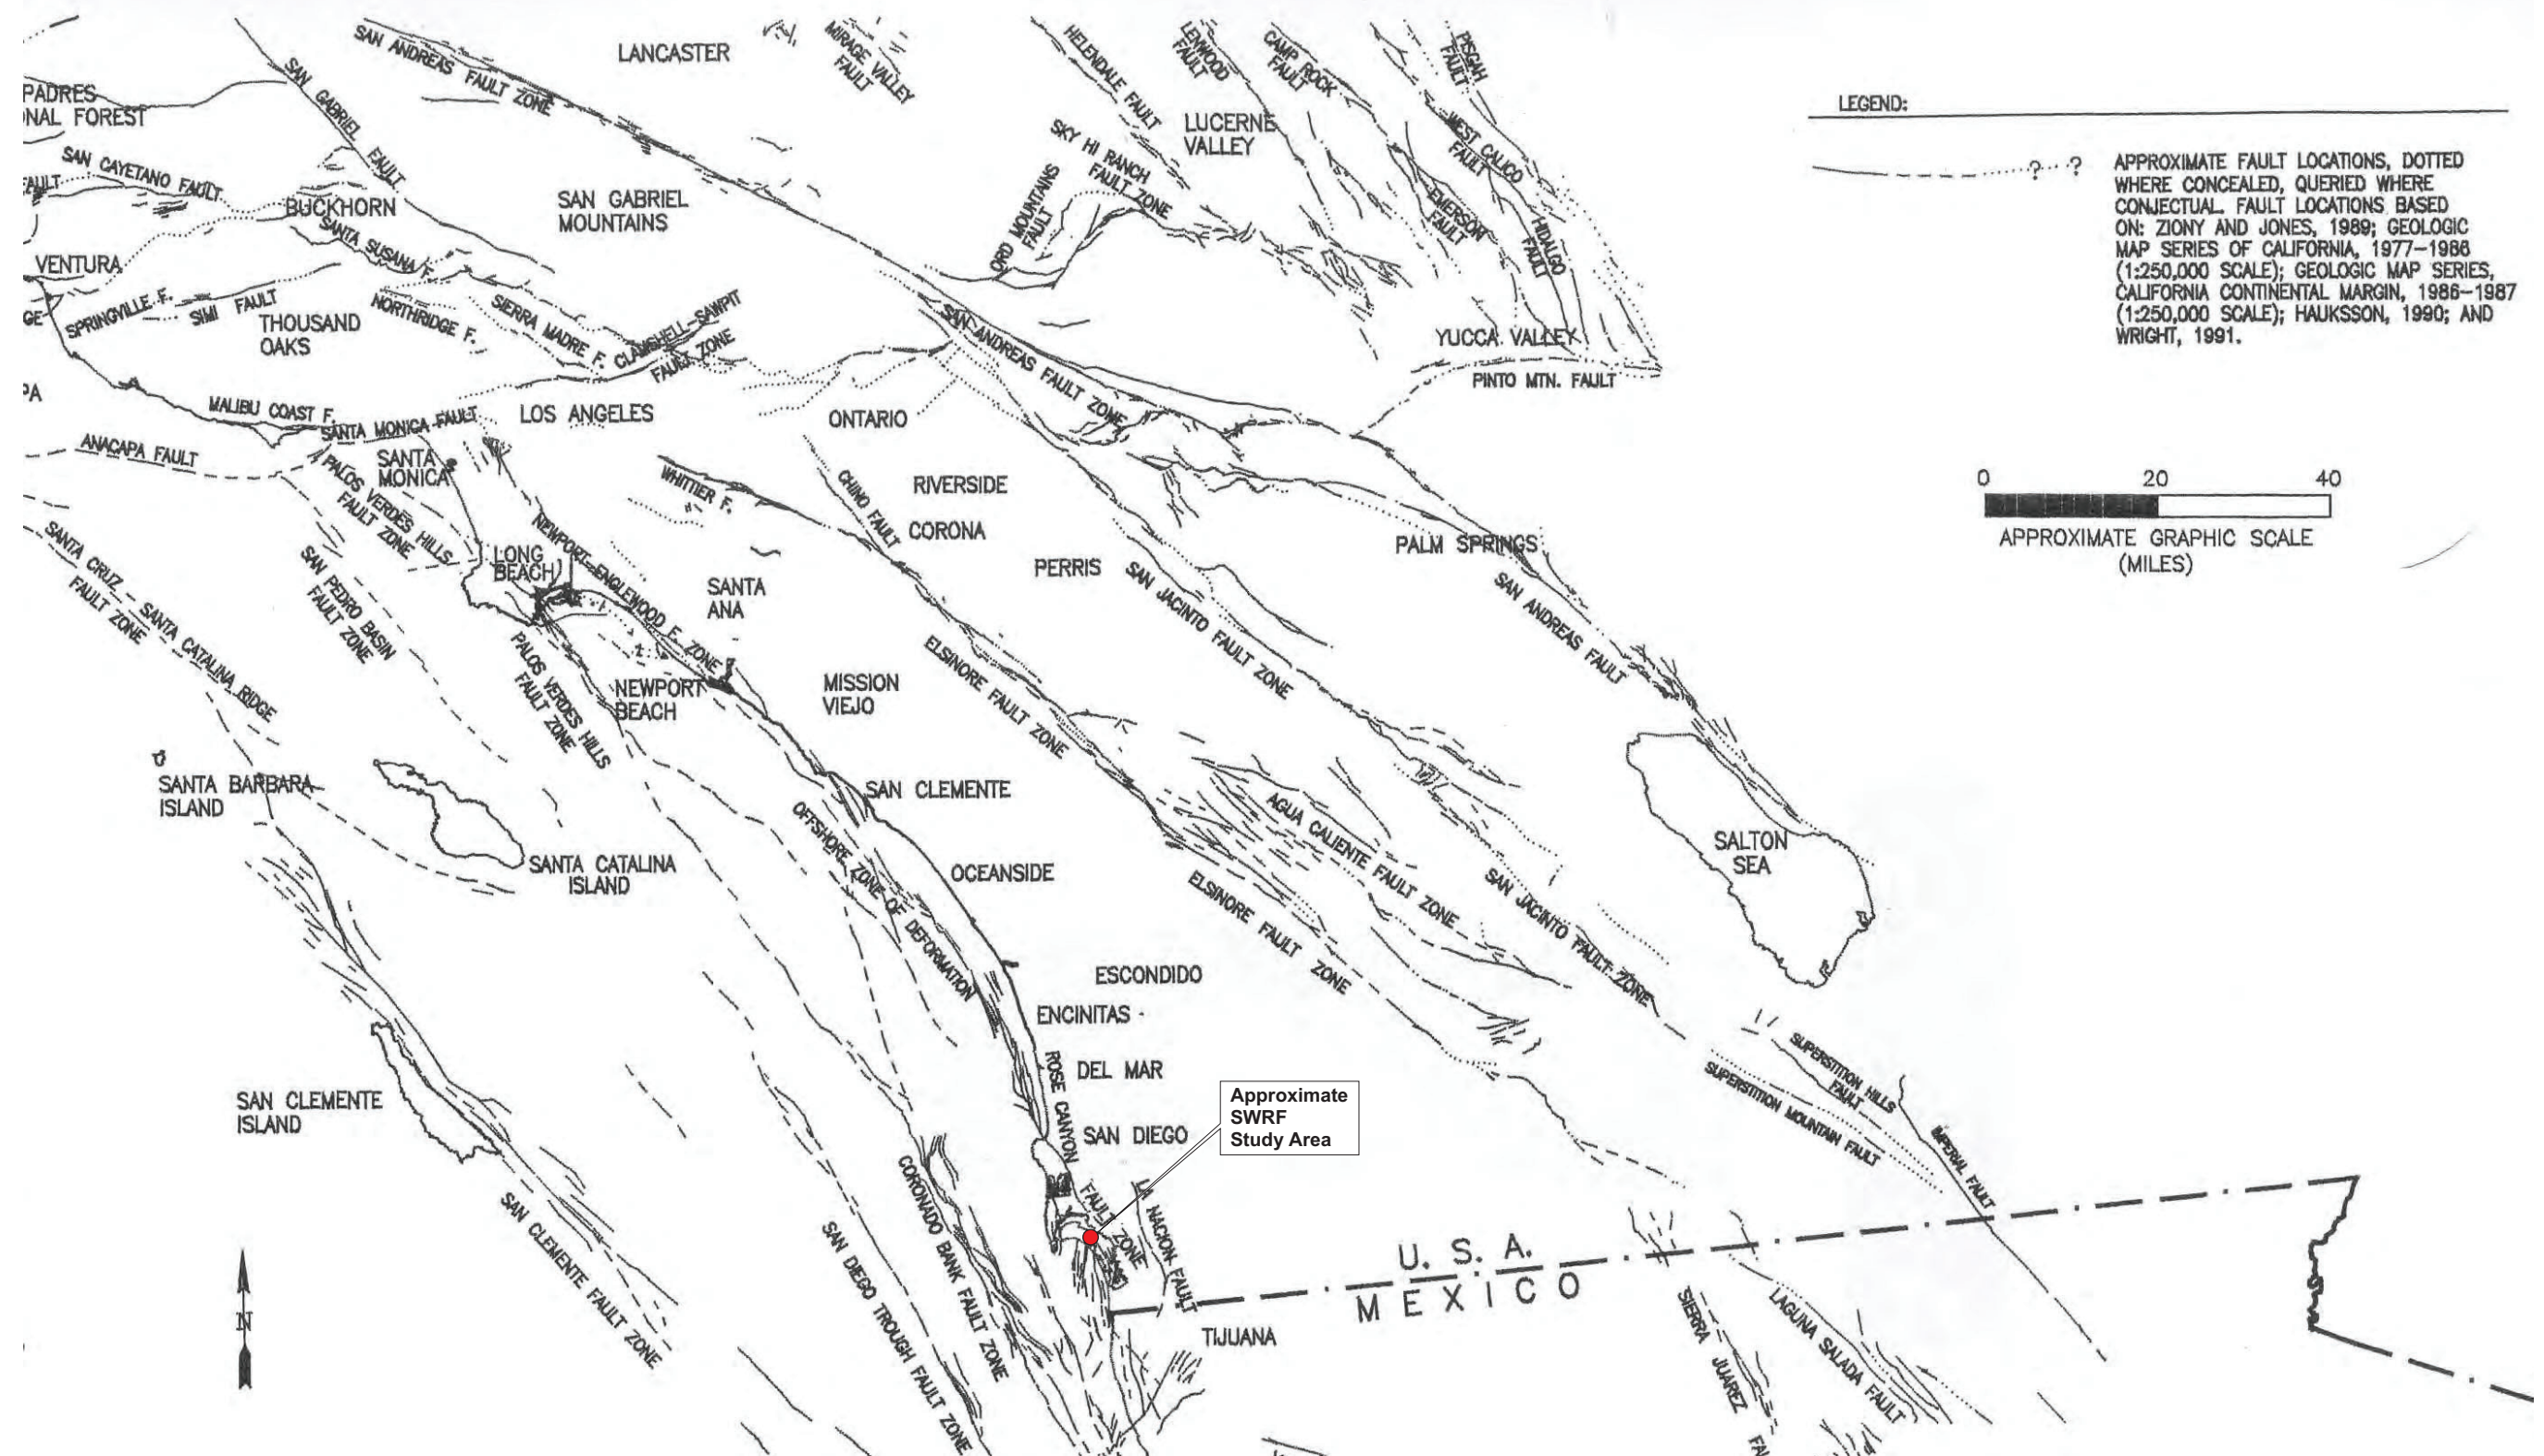 SAN ANDREAS FAULT ZONE
LANCASTER
MIRAGE VALLEY
FAULT
HELENDALE FAULT
LENWOOD
FAULT
CAMP ROCK
FAULT
PISGAH
FAULT
PADRES
NAL FOREST
SAN GABRIEL FAULT
SAN CAYETANO FAULT
FAULT
BUCKHORN
SAN GABRIEL
MOUNTAINS
SKY HI RANCH
FAULT ZONE
LUCERNE
VALLEY
WEST CALICO
FAULT
ORD MOUNTAINS
FAULT
EMERSON
FAULT
HIDALGO
FAULT
SANTA SUSANA F.
VENTURA
GE
SPRINGVILLE F.
SIMI FAULT
THOUSAND
OAKS
NORTHRIDGE F.
SIERRA MADRE F.
CLAMSHELL-SAWPIT
FAULT ZONE
SAN ANDREAS FAULT ZONE
YUCCA VALLEY
PINTO MTN. FAULT
PA
MALIBU COAST F.
SANTA MONICA FAULT
LOS ANGELES
ONTARIO
ANACAPA FAULT
SANTA
MONICA
PALOS VERDES HILLS
FAULT ZONE
WHITTIER F.
CHINO FAULT
RIVERSIDE
CORONA
PERRIS
PALM SPRINGS
SANTA CRUZ - SANTA CATALINA RIDGE
FAULT ZONE
SAN PEDRO BASIN
FAULT ZONE
LONG
BEACH
NEWPORT-ENGLEWOOD F. ZONE
SANTA
ANA
SAN JACINTO FAULT ZONE
SAN ANDREAS FAULT
PALOS VERDES HILLS
FAULT ZONE
NEWPORT
BEACH
MISSION
VIEJO
ELSINORE FAULT ZONE
SANTA BARBARA
ISLAND
SAN CLEMENTE
SANTA CATALINA
ISLAND
OFFSHORE ZONE OF DEFORMATION
OCEANSIDE
AGUA CALIENTE FAULT ZONE
ELSINORE FAULT ZONE
SAN JACINTO FAULT ZONE
SALTON
SEA
ESCONDIDO
ENCINITAS
DEL MAR
SAN CLEMENTE
ISLAND
ROSE CANYON FAULT ZONE
SAN DIEGO
Approximate
SWRF
Study Area
SUPERSTITION HILLS
FAULT
SUPERSTITION MOUNTAIN FAULT
IMPERIAL FAULT
SAN CLEMENTE FAULT ZONE
SAN DIEGO TROUGH FAULT ZONE
CORONADO BANK FAULT ZONE
LA NACION FAULT
U. S. A.
MEXICO
TIJUANA
SIERRA JUAREZ FA
LAGUNA SALADA FAULT
N
LEGEND:
? ?
APPROXIMATE FAULT LOCATIONS, DOTTED
WHERE CONCEALED, QUERIED WHERE
CONJECTUAL. FAULT LOCATIONS BASED
ON: ZIONY AND JONES, 1989; GEOLOGIC
MAP SERIES OF CALIFORNIA, 1977-1986
(1:250,000 SCALE); GEOLOGIC MAP SERIES,
CALIFORNIA CONTINENTAL MARGIN, 1986-1987
(1:250,000 SCALE); HAUKSSON, 1990; AND
WRIGHT, 1991.
0 20 40
APPROXIMATE GRAPHIC SCALE
(MILES)